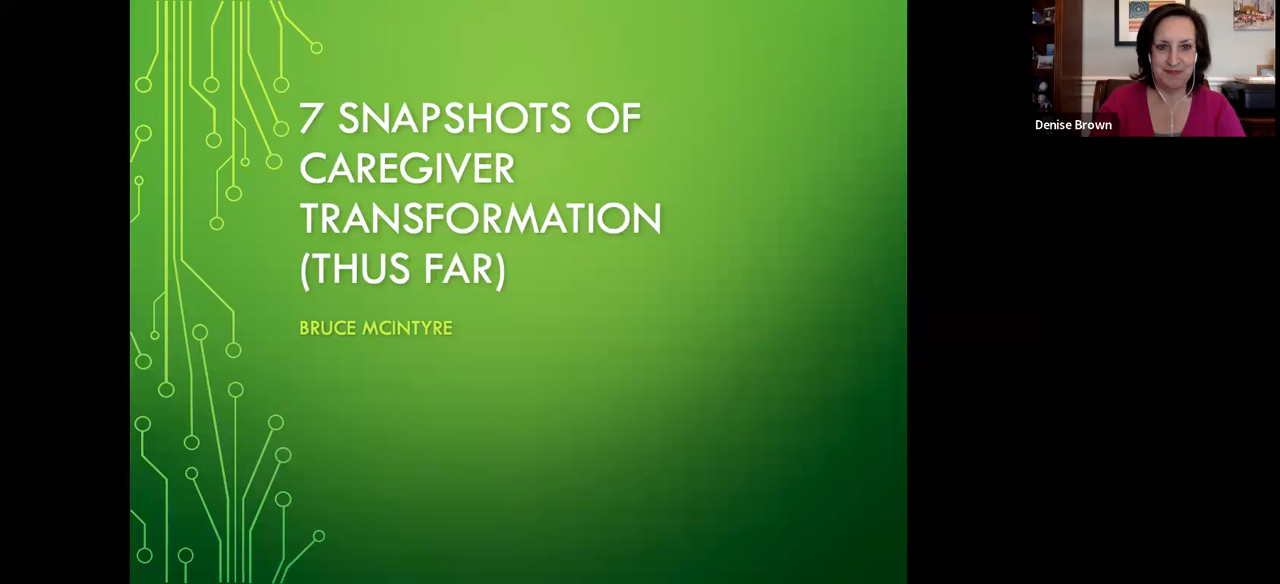 7 SNAPSHOTS OF
CAREGIVER
TRANSFORMATION
(THUS FAR)
BRUCE MCINTYRE
Denise Brown